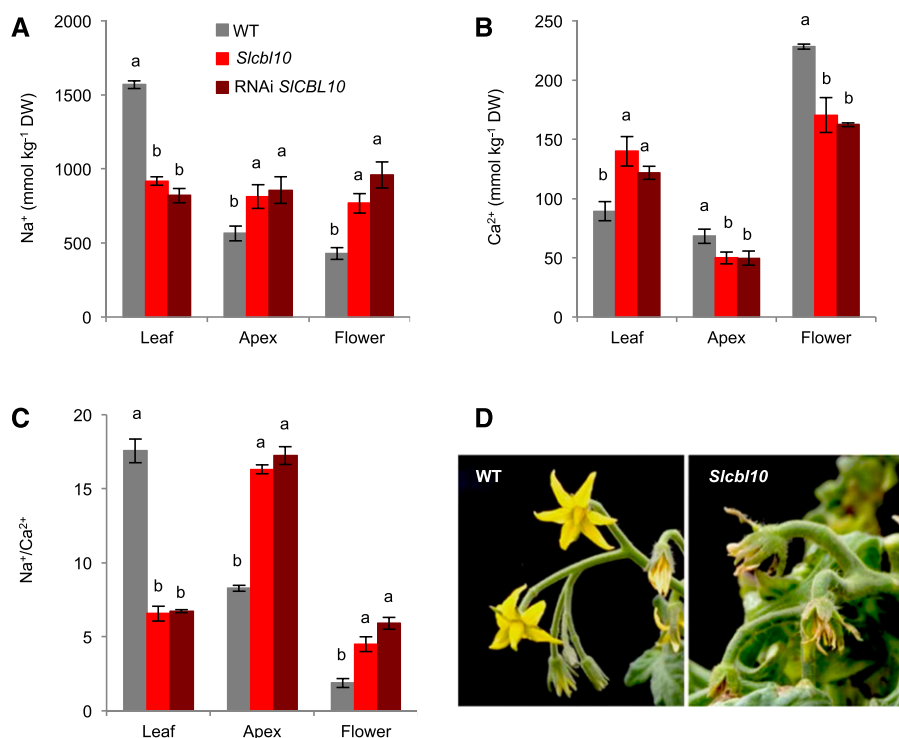 A
Na⁺ (mmol kg⁻¹ DW)
2000
1500
1000
500
0
WT
Slcbl10
RNAi SlCBL10
a
b
b
b
a
a
b
a
a
Leaf Apex Flower
B
Ca²⁺ (mmol kg⁻¹ DW)
250
200
150
100
50
0
b
a
a
a
b
b
a
b
b
Leaf Apex Flower
C
Na⁺/Ca²⁺
20
15
10
5
0
a
b
b
b
a
a
b
a
a
Leaf Apex Flower
D
WT
Slcbl10